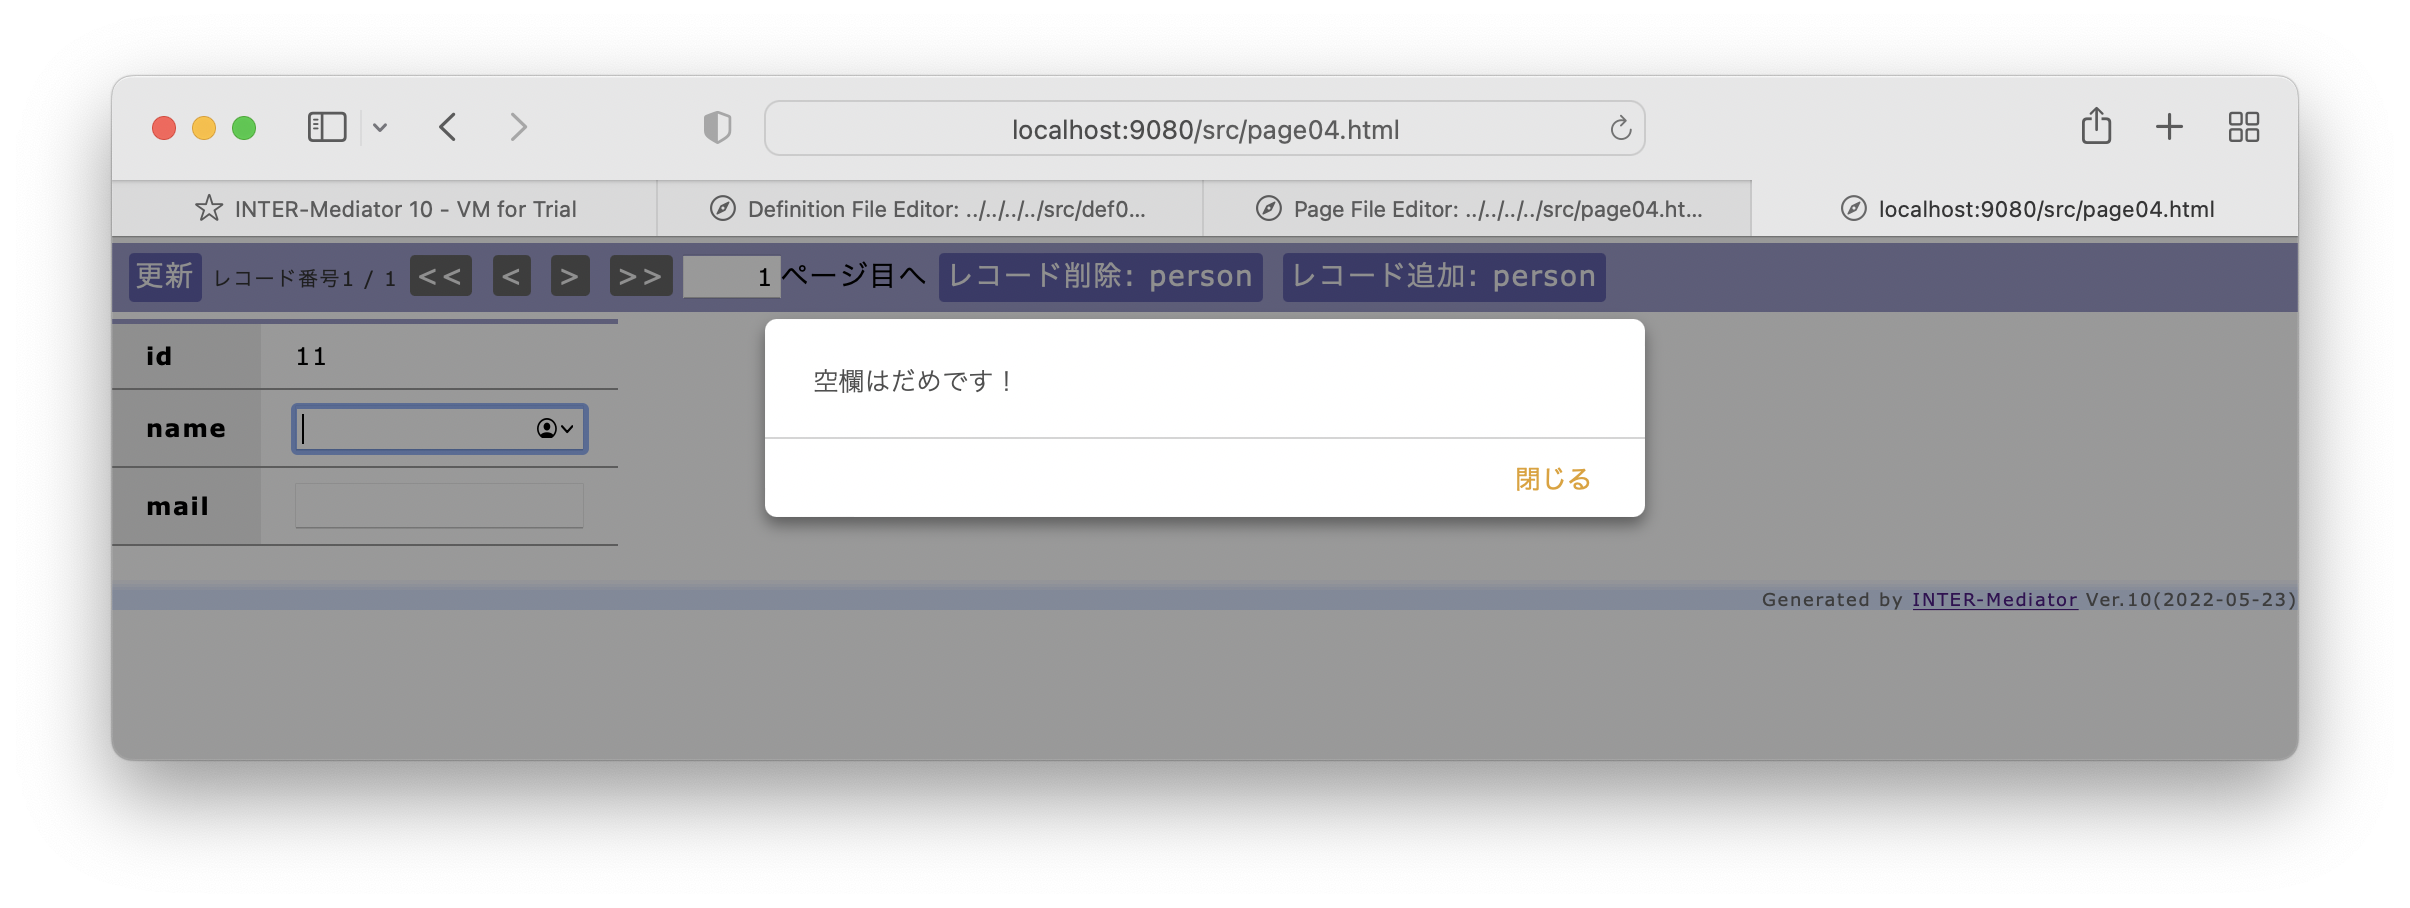 localhost:9080/src/page04.html
INTER-Mediator 10 - VM for Trial
Definition File Editor: ../../../../src/def0...
Page File Editor: ../../../../src/page04.ht...
localhost:9080/src/page04.html
更新 レコード番号1 / 1 << < > >> 1 ページ目へ レコード削除: person レコード追加: person
id 11
空欄はだめです！
name
閉じる
mail
Generated by INTER-Mediator Ver.10(2022-05-23)